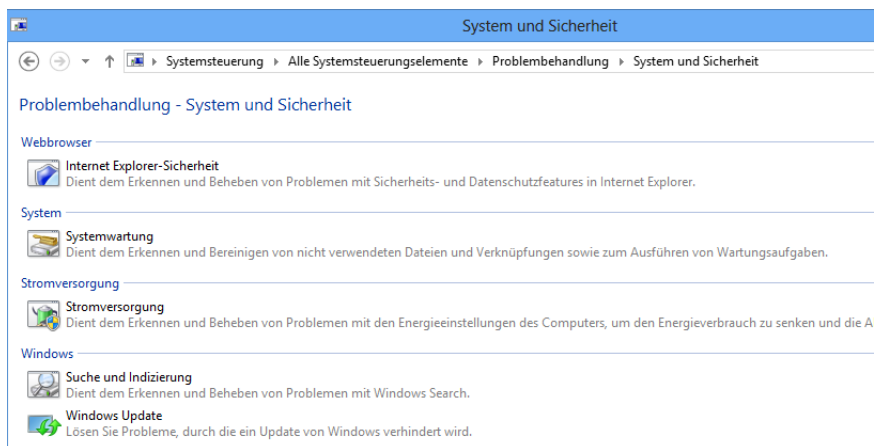 System und Sicherheit
Systemsteuerung Alle Systemsteuerungselemente Problembehandlung System und Sicherheit
Problembehandlung - System und Sicherheit
Webbrowser
Internet Explorer-Sicherheit
Dient dem Erkennen und Beheben von Problemen mit Sicherheits- und Datenschutzfeatures in Internet Explorer.
System
Systemwartung
Dient dem Erkennen und Bereinigen von nicht verwendeten Dateien und Verknüpfungen sowie zum Ausführen von Wartungsaufgaben.
Stromversorgung
Stromversorgung
Dient dem Erkennen und Beheben von Problemen mit den Energieeinstellungen des Computers, um den Energieverbrauch zu senken und die A
Windows
Suche und Indizierung
Dient dem Erkennen und Beheben von Problemen mit Windows Search.
Windows Update
Lösen Sie Probleme, durch die ein Update von Windows verhindert wird.